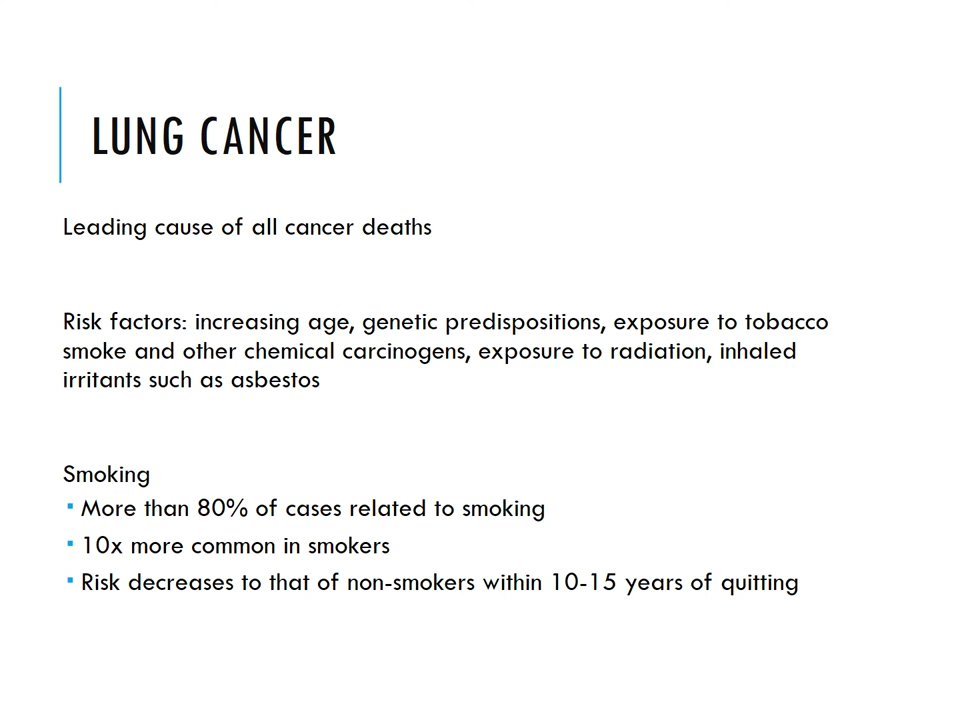 LUNG CANCER
Leading cause of all cancer deaths
Risk factors: increasing age, genetic predispositions, exposure to tobacco
smoke and other chemical carcinogens, exposure to radiation, inhaled
irritants such as asbestos
Smoking
▪ More than 80% of cases related to smoking
▪ 10x more common in smokers
▪ Risk decreases to that of non-smokers within 10-15 years of quitting